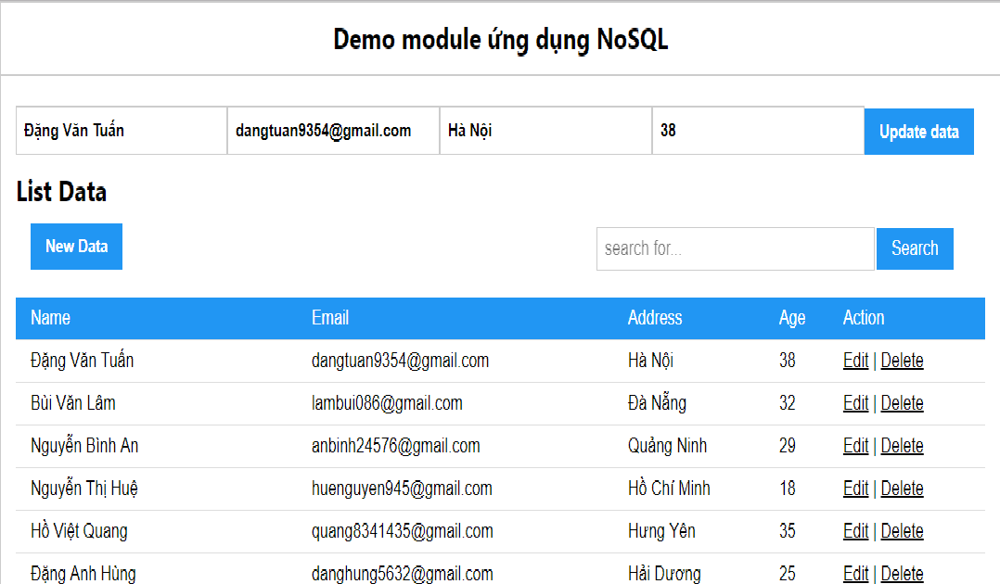 Demo module ứng dụng NoSQL
Đặng Văn Tuấn dangtuan9354@gmail.com Hà Nội 38 Update data
List Data
New Data search for... Search
Name Email Address Age Action
Đặng Văn Tuấn dangtuan9354@gmail.com Hà Nội 38 Edit | Delete
Bùi Văn Lâm lambui086@gmail.com Đà Nẵng 32 Edit | Delete
Nguyễn Bình An anbinh24576@gmail.com Quảng Ninh 29 Edit | Delete
Nguyễn Thị Huệ huenguyen945@gmail.com Hồ Chí Minh 18 Edit | Delete
Hồ Việt Quang quang8341435@gmail.com Hưng Yên 35 Edit | Delete
Đặng Anh Hùng danghung5632@gmail.com Hải Dương 25 Edit | Delete